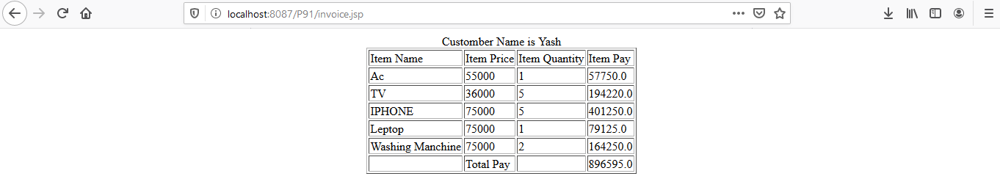 localhost:8087/P91/invoice.jsp
Customber Name is Yash
Item Name Item Price Item Quantity Item Pay
Ac 55000 1 57750.0
TV 36000 5 194220.0
IPHONE 75000 5 401250.0
Leptop 75000 1 79125.0
Washing Manchine 75000 2 164250.0
Total Pay 896595.0